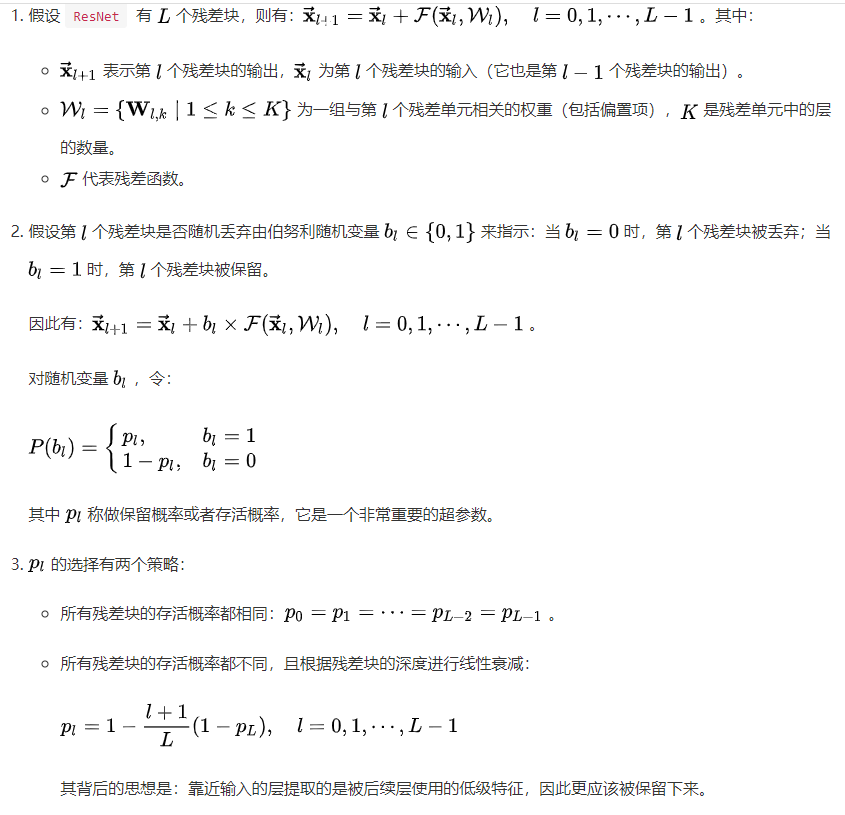 1. 假设 ResNet 有 $L$ 个残差块，则有：$\vec{\mathbf{x}}_{l+1} = \vec{\mathbf{x}}_l + \mathcal{F}(\vec{\mathbf{x}}_l, \mathcal{W}_l), \quad l = 0, 1, \cdots, L-1$ 。其中：
○ $\vec{\mathbf{x}}_{l+1}$ 表示第 $l$ 个残差块的输出，$\vec{\mathbf{x}}_l$ 为第 $l$ 个残差块的输入（它也是第 $l-1$ 个残差块的输出）。
○ $\mathcal{W}_l = \{\mathbf{W}_{l,k} \mid 1 \le k \le K\}$ 为一组与第 $l$ 个残差单元相关的权重（包括偏置项），$K$ 是残差单元中的层
的数量。
○ $\mathcal{F}$ 代表残差函数。
2. 假设第 $l$ 个残差块是否随机丢弃由伯努利随机变量 $b_l \in \{0, 1\}$ 来指示：当 $b_l = 0$ 时，第 $l$ 个残差块被丢弃；当
$b_l = 1$ 时，第 $l$ 个残差块被保留。
因此有：$\vec{\mathbf{x}}_{l+1} = \vec{\mathbf{x}}_l + b_l \times \mathcal{F}(\vec{\mathbf{x}}_l, \mathcal{W}_l), \quad l = 0, 1, \cdots, L-1$ 。
对随机变量 $b_l$ ，令：
$P(b_l) = \begin{cases} p_l, & b_l = 1 \\ 1 - p_l, & b_l = 0 \end{cases}$
其中 $p_l$ 称做保留概率或者存活概率，它是一个非常重要的超参数。
3. $p_l$ 的选择有两个策略：
○ 所有残差块的存活概率都相同：$p_0 = p_1 = \cdots = p_{L-2} = p_{L-1}$ 。
○ 所有残差块的存活概率都不同，且根据残差块的深度进行线性衰减：
$p_l = 1 - \frac{l+1}{L}(1 - p_L), \quad l = 0, 1, \cdots, L-1$
其背后的思想是：靠近输入的层提取的是被后续层使用的低级特征，因此更应该被保留下来。